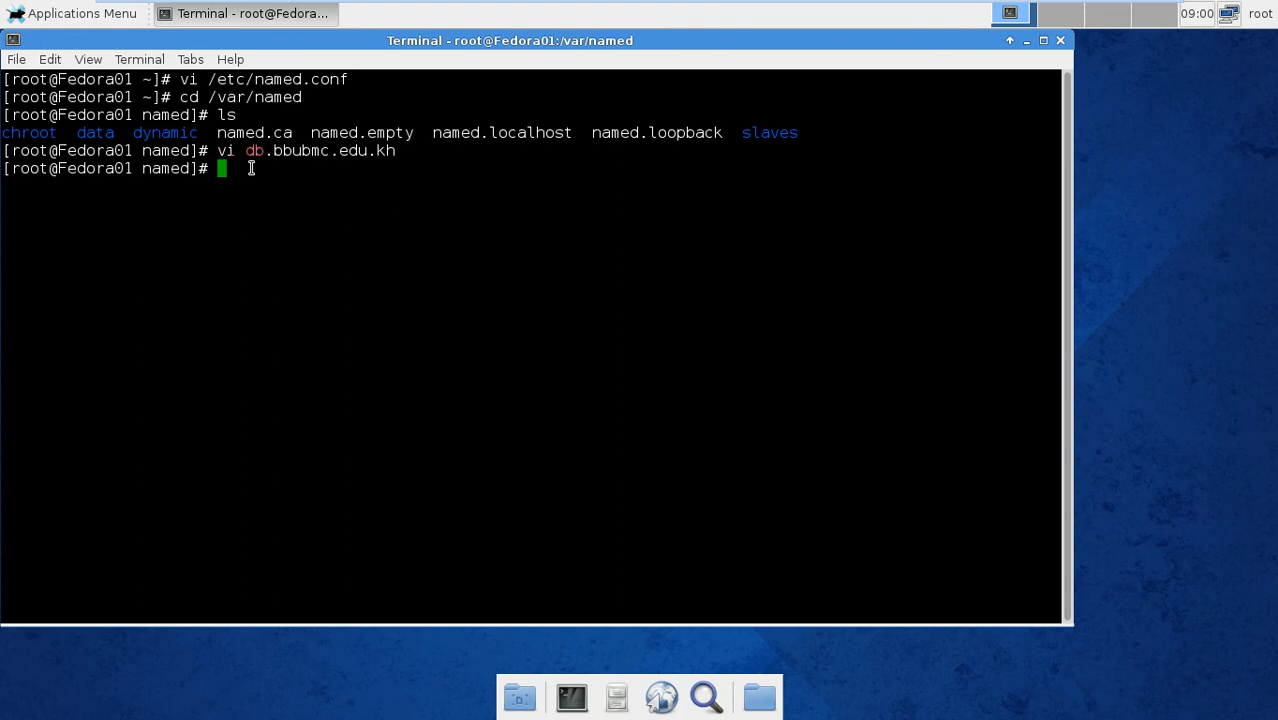 Applications Menu
Terminal - root@Fedora...
09:00
root
Terminal - root@Fedora01:/var/named
File Edit View Terminal Tabs Help
[root@Fedora01 ~]# vi /etc/named.conf
[root@Fedora01 ~]# cd /var/named
[root@Fedora01 named]# ls
chroot data dynamic named.ca named.empty named.localhost named.loopback slaves
[root@Fedora01 named]# vi db.bbubmc.edu.kh
[root@Fedora01 named]#